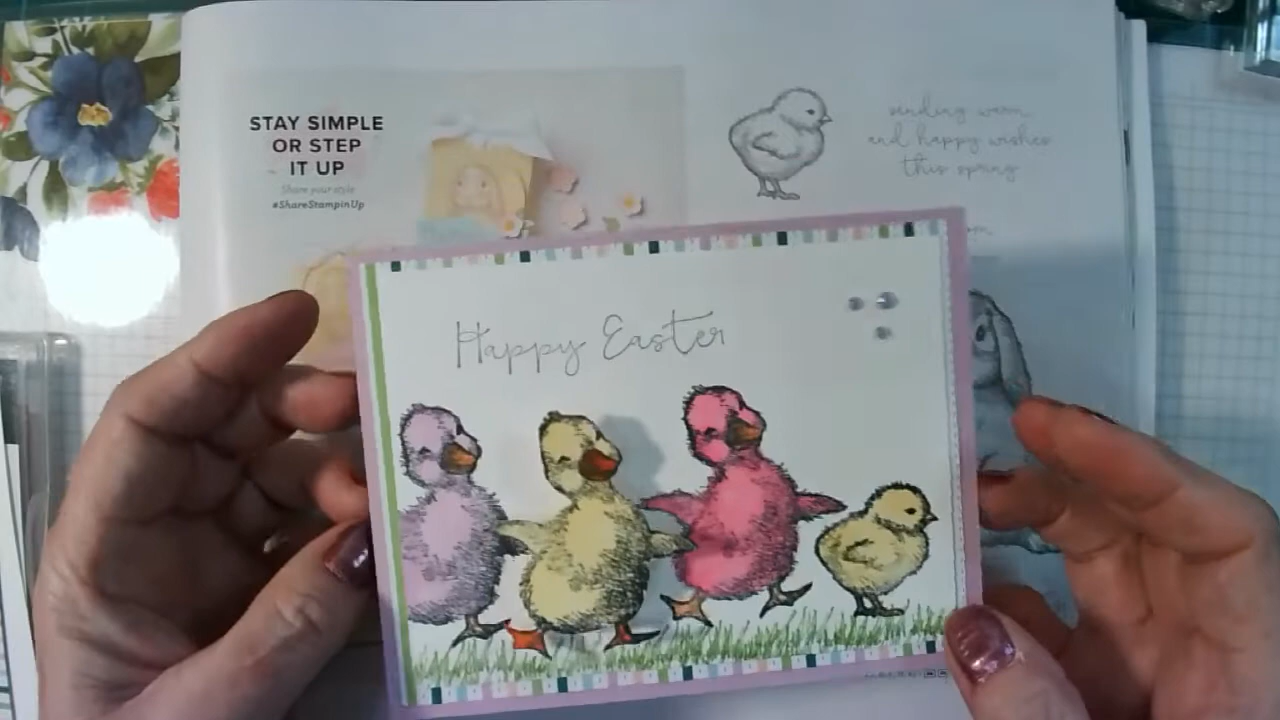 STAY SIMPLE
OR STEP
IT UP
Share your style
#ShareStampinUp
sending warm
and happy wishes
this spring
Happy Easter